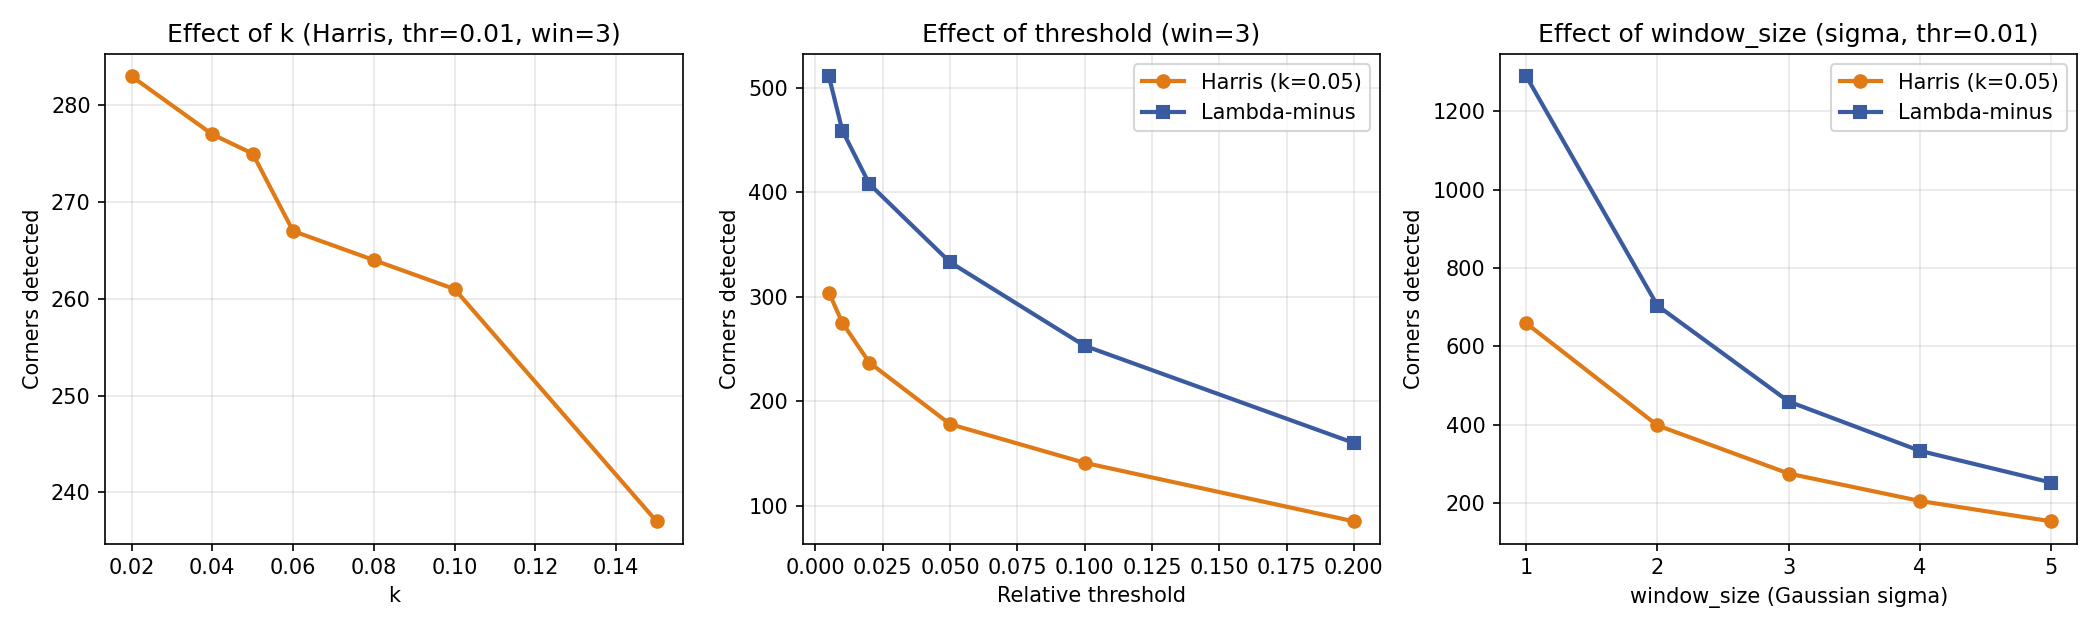 Effect of k (Harris, thr=0.01, win=3)
Corners detected
280
270
260
250
240
0.02 0.04 0.06 0.08 0.10 0.12 0.14
k
Effect of threshold (win=3)
Harris (k=0.05)
Lambda-minus
Corners detected
500
400
300
200
100
0.000 0.025 0.050 0.075 0.100 0.125 0.150 0.175 0.200
Relative threshold
Effect of window_size (sigma, thr=0.01)
Harris (k=0.05)
Lambda-minus
Corners detected
1200
1000
800
600
400
200
1 2 3 4 5
window_size (Gaussian sigma)